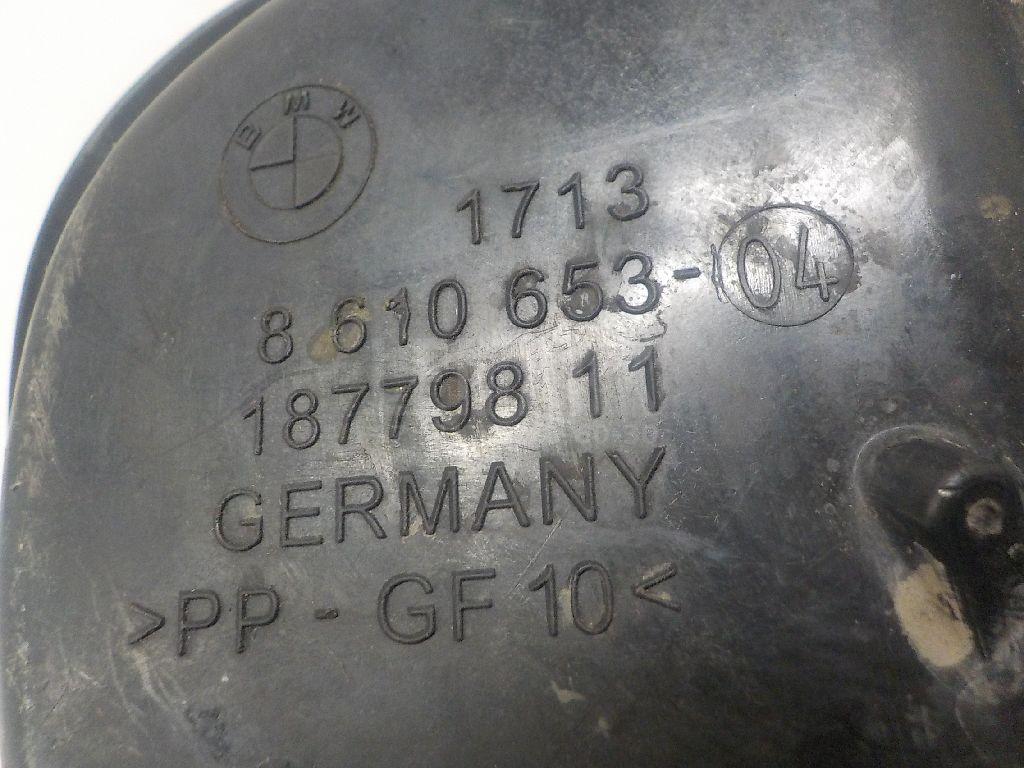 BMW
1713
8 610 653-04
187798 11
GERMANY
>PP - GF 10<